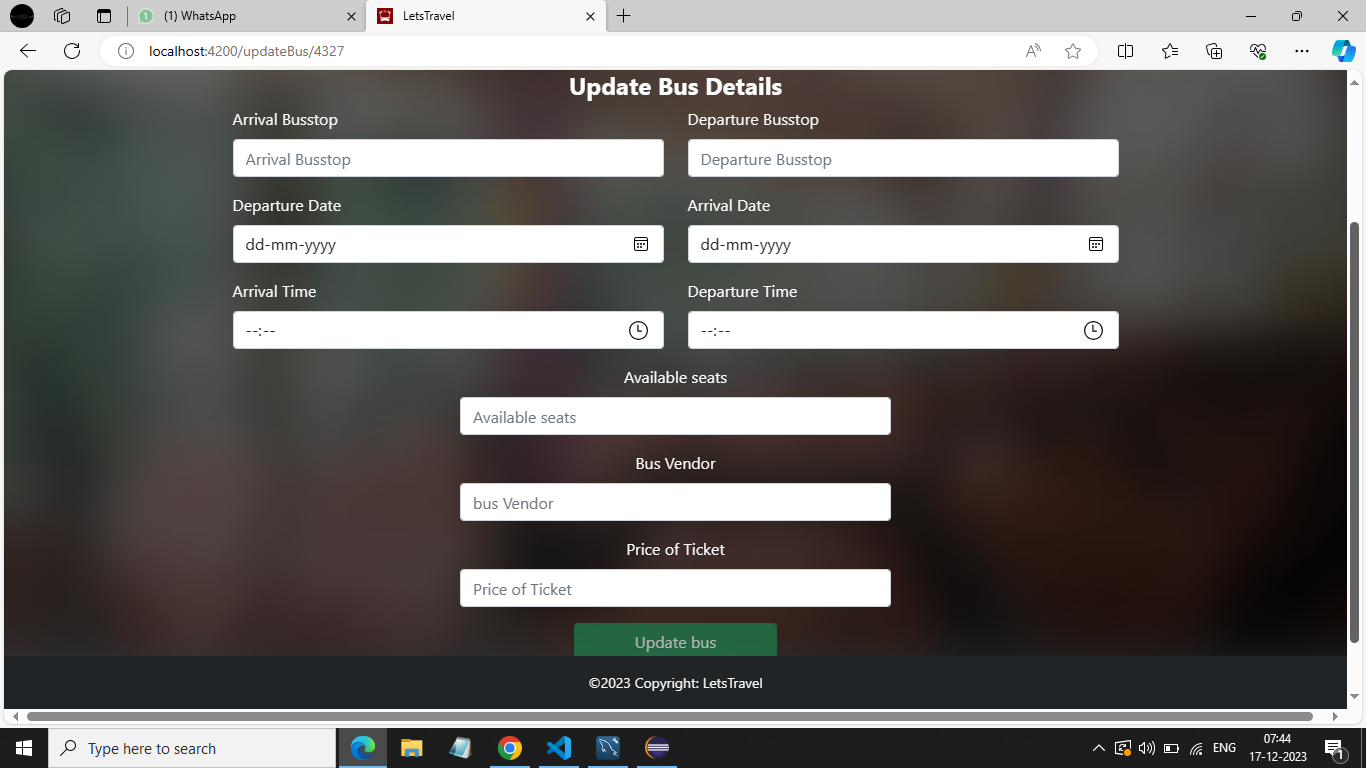 (1) WhatsApp
LetsTravel
localhost:4200/updateBus/4327
Update Bus Details
Arrival Busstop Departure Busstop
Arrival Busstop Departure Busstop
Departure Date Arrival Date
dd-mm-yyyy dd-mm-yyyy
Arrival Time Departure Time
--:-- --:--
Available seats
Available seats
Bus Vendor
bus Vendor
Price of Ticket
Price of Ticket
Update bus
©2023 Copyright: LetsTravel
Type here to search
ENG
07:44
17-12-2023
1